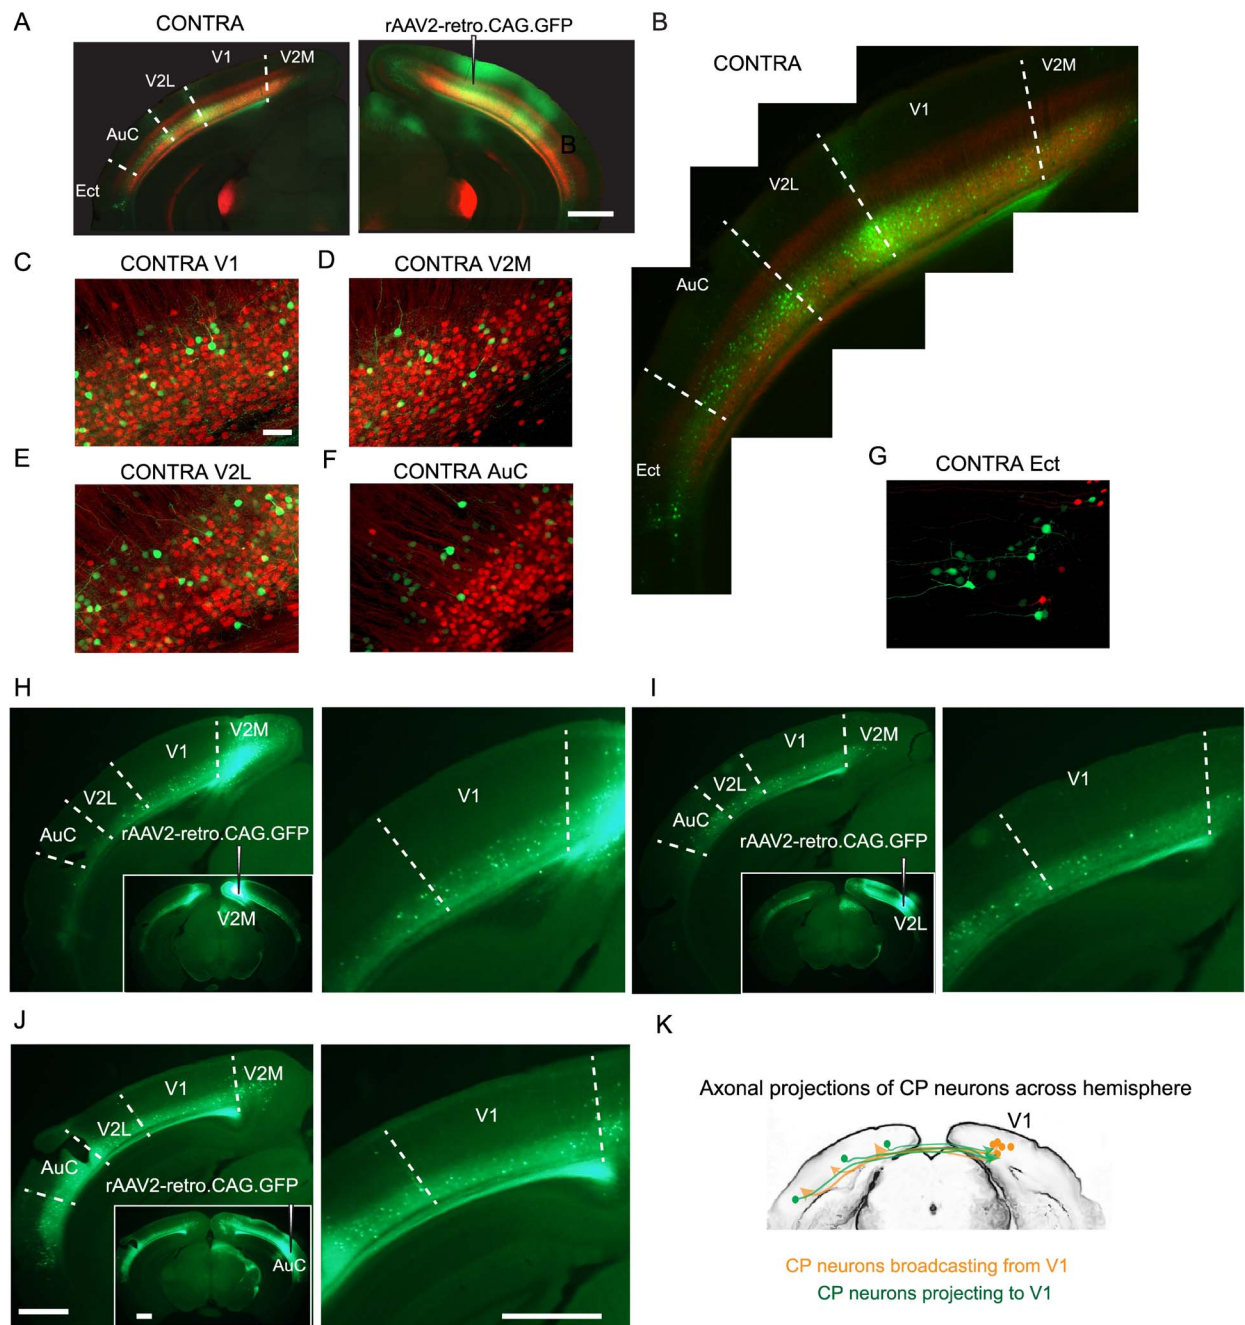 A
CONTRA
rAAV2-retro.CAG.GFP
V1
V2M
V2L
AuC
Ect
B
B
CONTRA
V2M
V1
V2L
AuC
Ect
C
CONTRA V1
D
CONTRA V2M
E
CONTRA V2L
F
CONTRA AuC
G
CONTRA Ect
H
V2M
V1
V2L
AuC
rAAV2-retro.CAG.GFP
V2M
V1
I
V1
V2M
V2L
AuC
rAAV2-retro.CAG.GFP
V2L
V1
J
V2M
V1
V2L
AuC
rAAV2-retro.CAG.GFP
AuC
V1
K
Axonal projections of CP neurons across hemisphere
V1
CP neurons broadcasting from V1
CP neurons projecting to V1